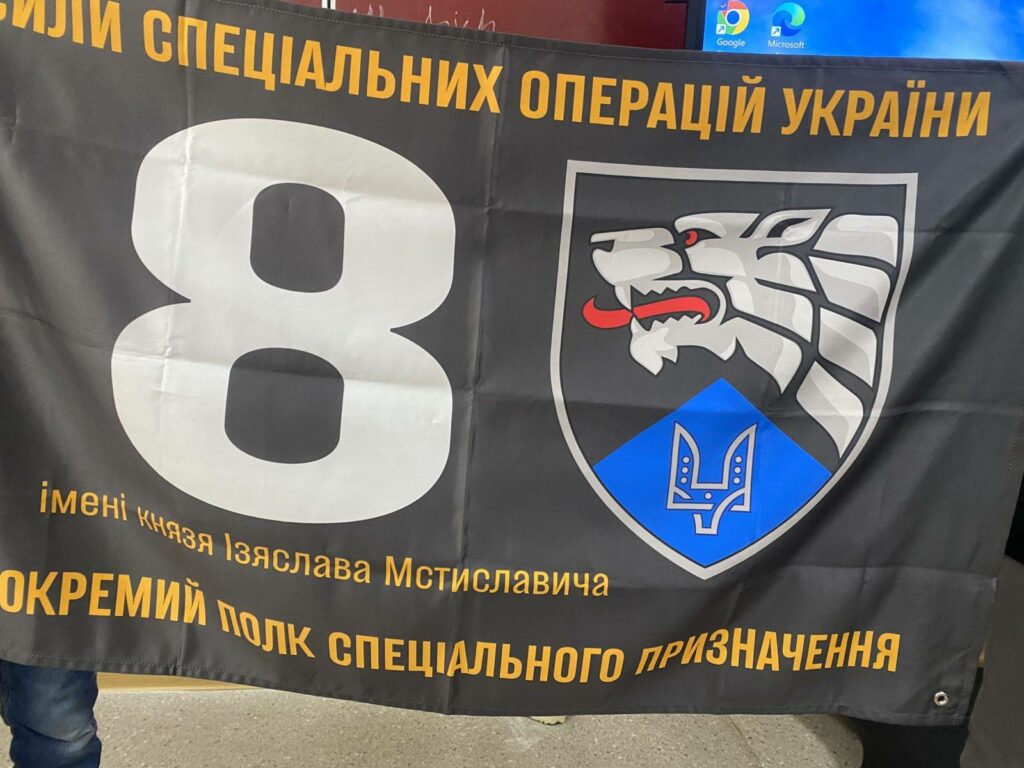 СИЛИ СПЕЦІАЛЬНИХ ОПЕРАЦІЙ УКРАЇНИ
8
імені князя Ізяслава Мстиславича
ОКРЕМИЙ ПОЛК СПЕЦІАЛЬНОГО ПРИЗНАЧЕННЯ
Google
Microsoft